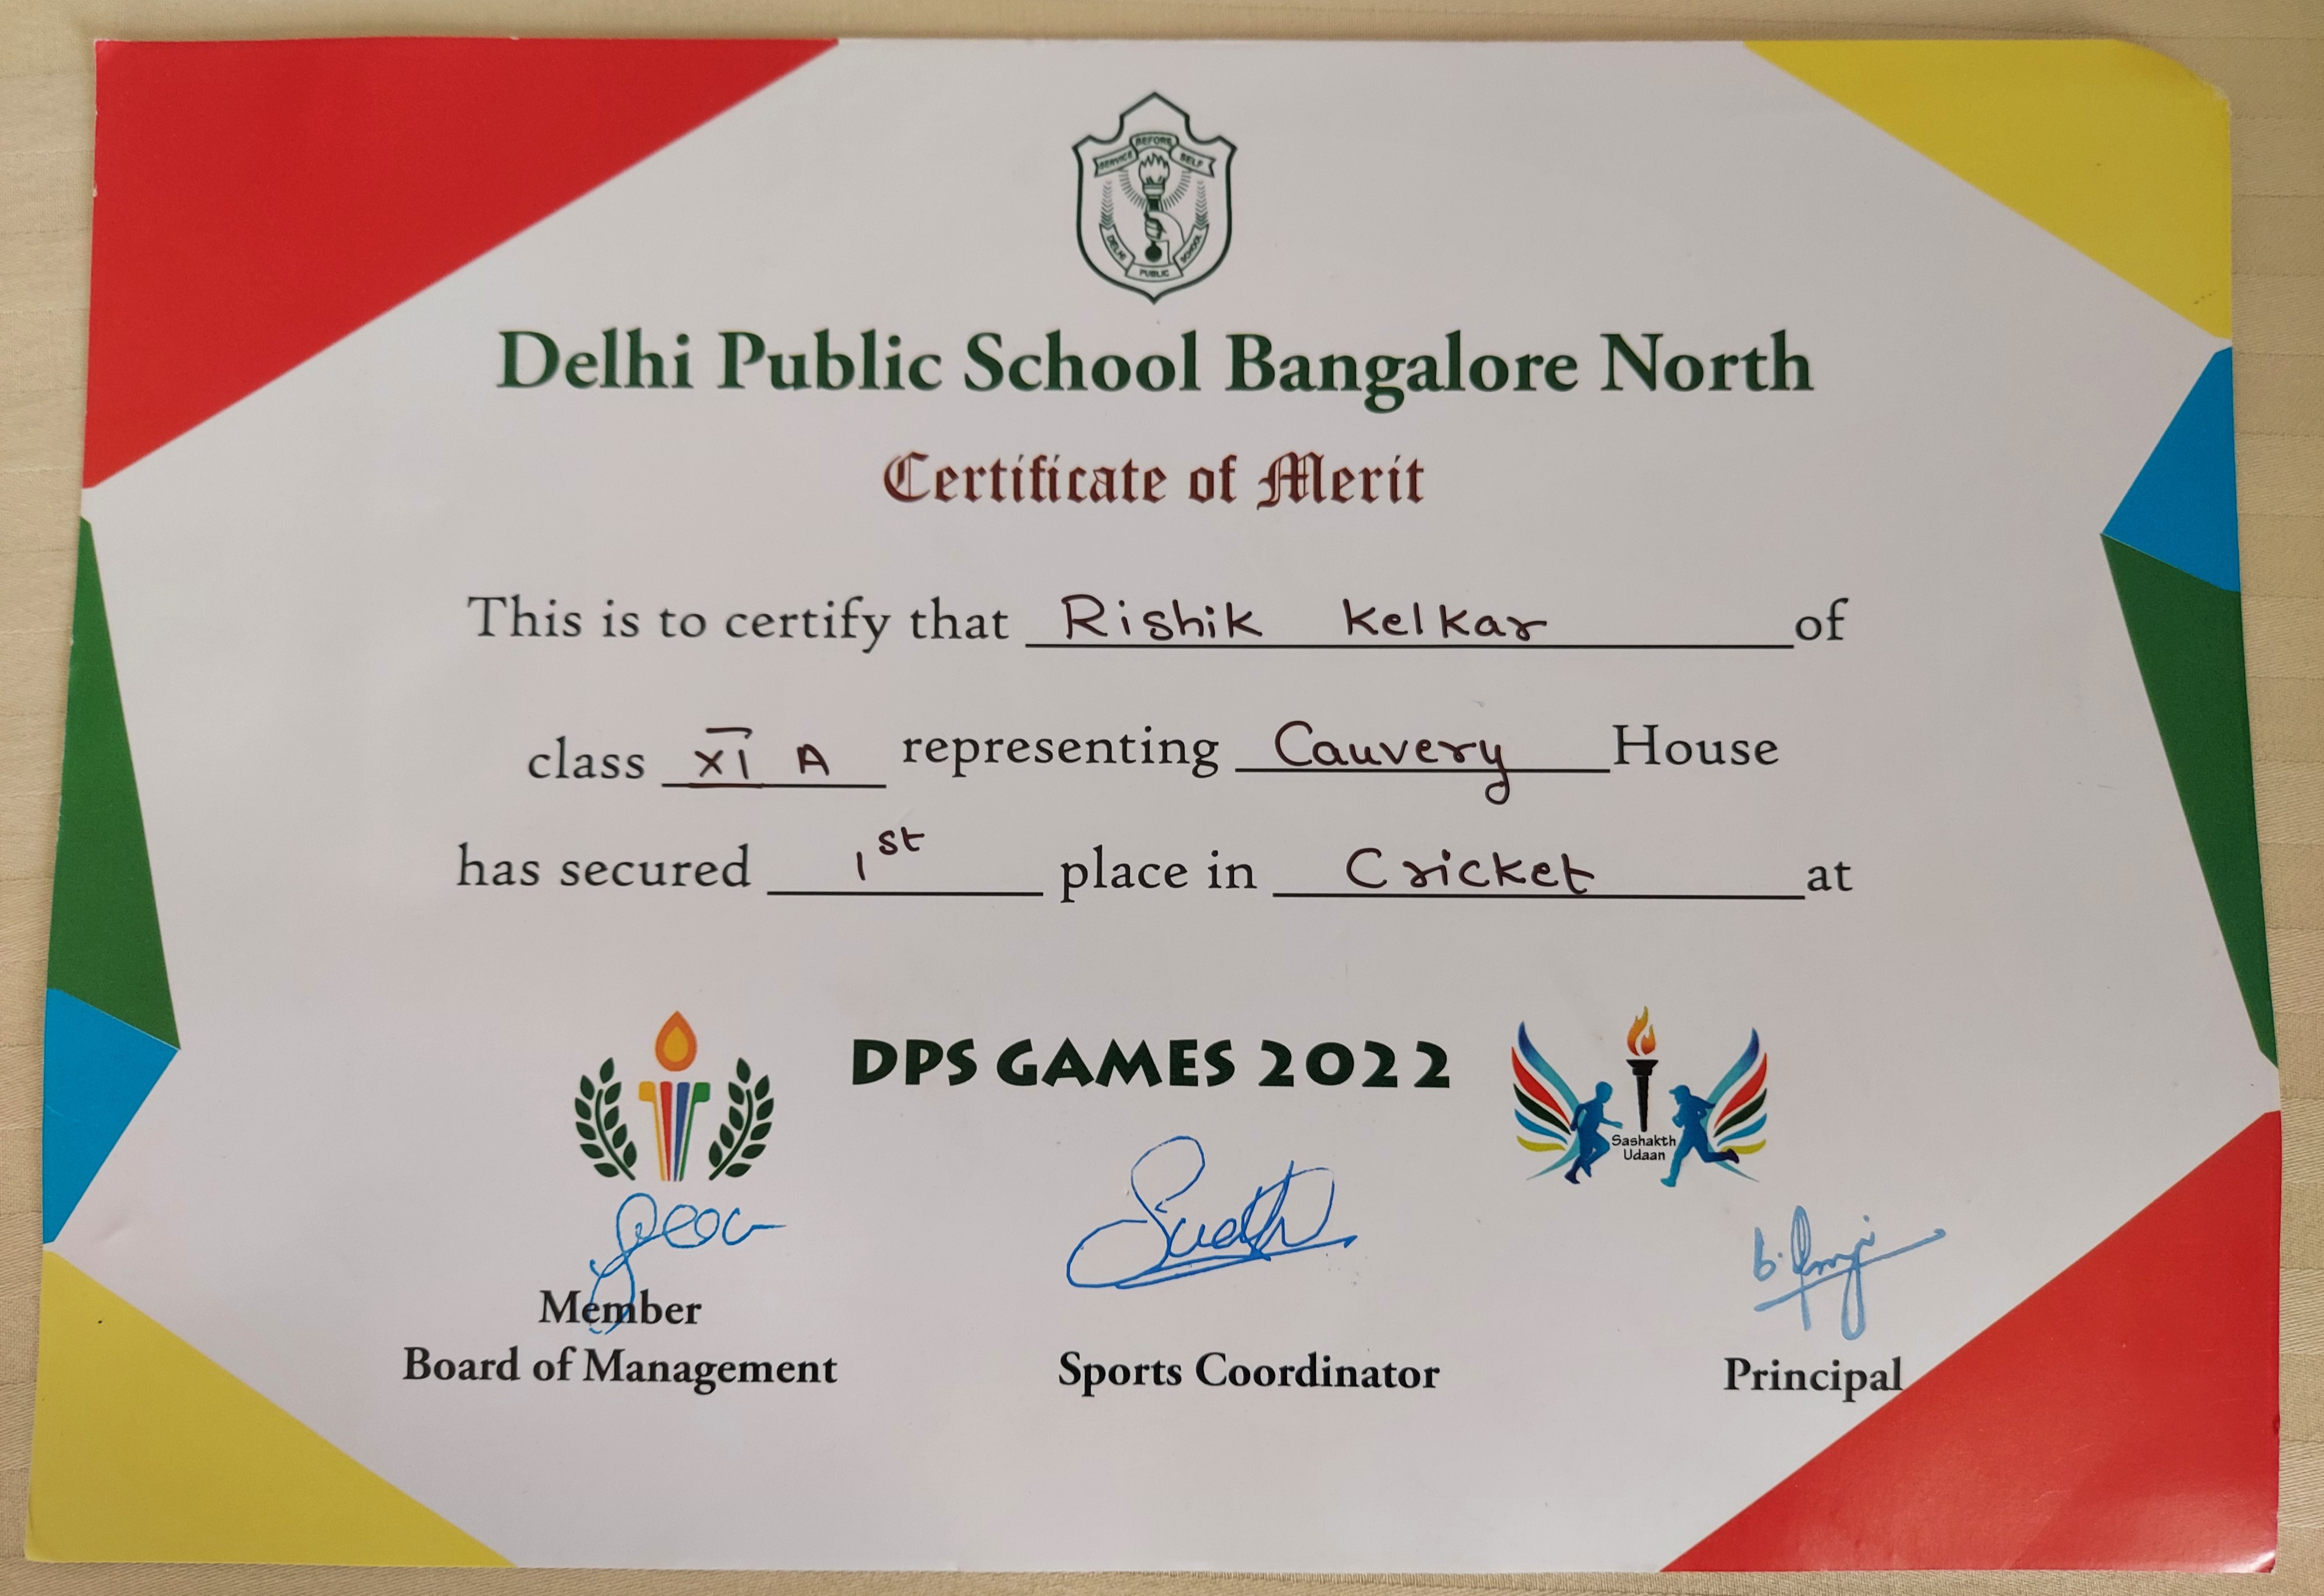 SERVICE BEFORE SELF
DELHI PUBLIC SCHOOL
Delhi Public School Bangalore North
Certificate of Merit
This is to certify that Rishik Kelkar of
class XI A representing Cauvery House
has secured 1st place in Cricket at
DPS GAMES 2022
Sashakth
Udaan
Member
Board of Management
Sports Coordinator
Principal